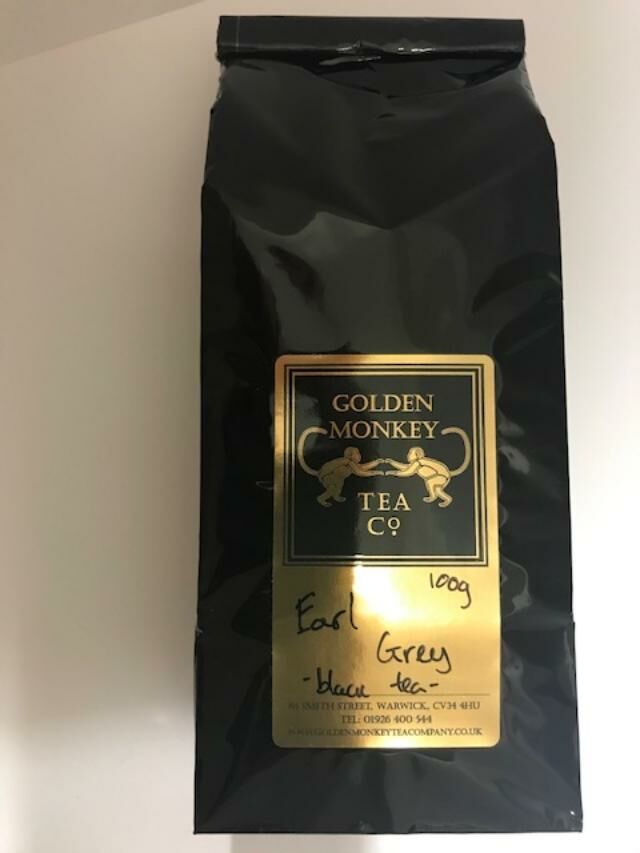 GOLDEN
MONKEY
TEA
Cº
100g
Earl
Grey
-black tea-
SMITH STREET, WARWICK, CV34 4HU
TEL: 01926 400 544
WWW.GOLDENMONKEYTEACOMPANY.CO.UK